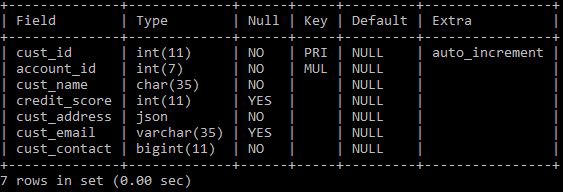 +--------------+-------------+------+-----+---------+----------------+
| Field        | Type        | Null | Key | Default | Extra          |
+--------------+-------------+------+-----+---------+----------------+
| cust_id      | int(11)     | NO   | PRI | NULL    | auto_increment |
| account_id   | int(7)      | NO   | MUL | NULL    |                |
| cust_name    | char(35)    | NO   |     | NULL    |                |
| credit_score | int(11)     | YES  |     | NULL    |                |
| cust_address | json        | NO   |     | NULL    |                |
| cust_email   | varchar(35) | YES  |     | NULL    |                |
| cust_contact | bigint(11)  | NO   |     | NULL    |                |
+--------------+-------------+------+-----+---------+----------------+
7 rows in set (0.00 sec)